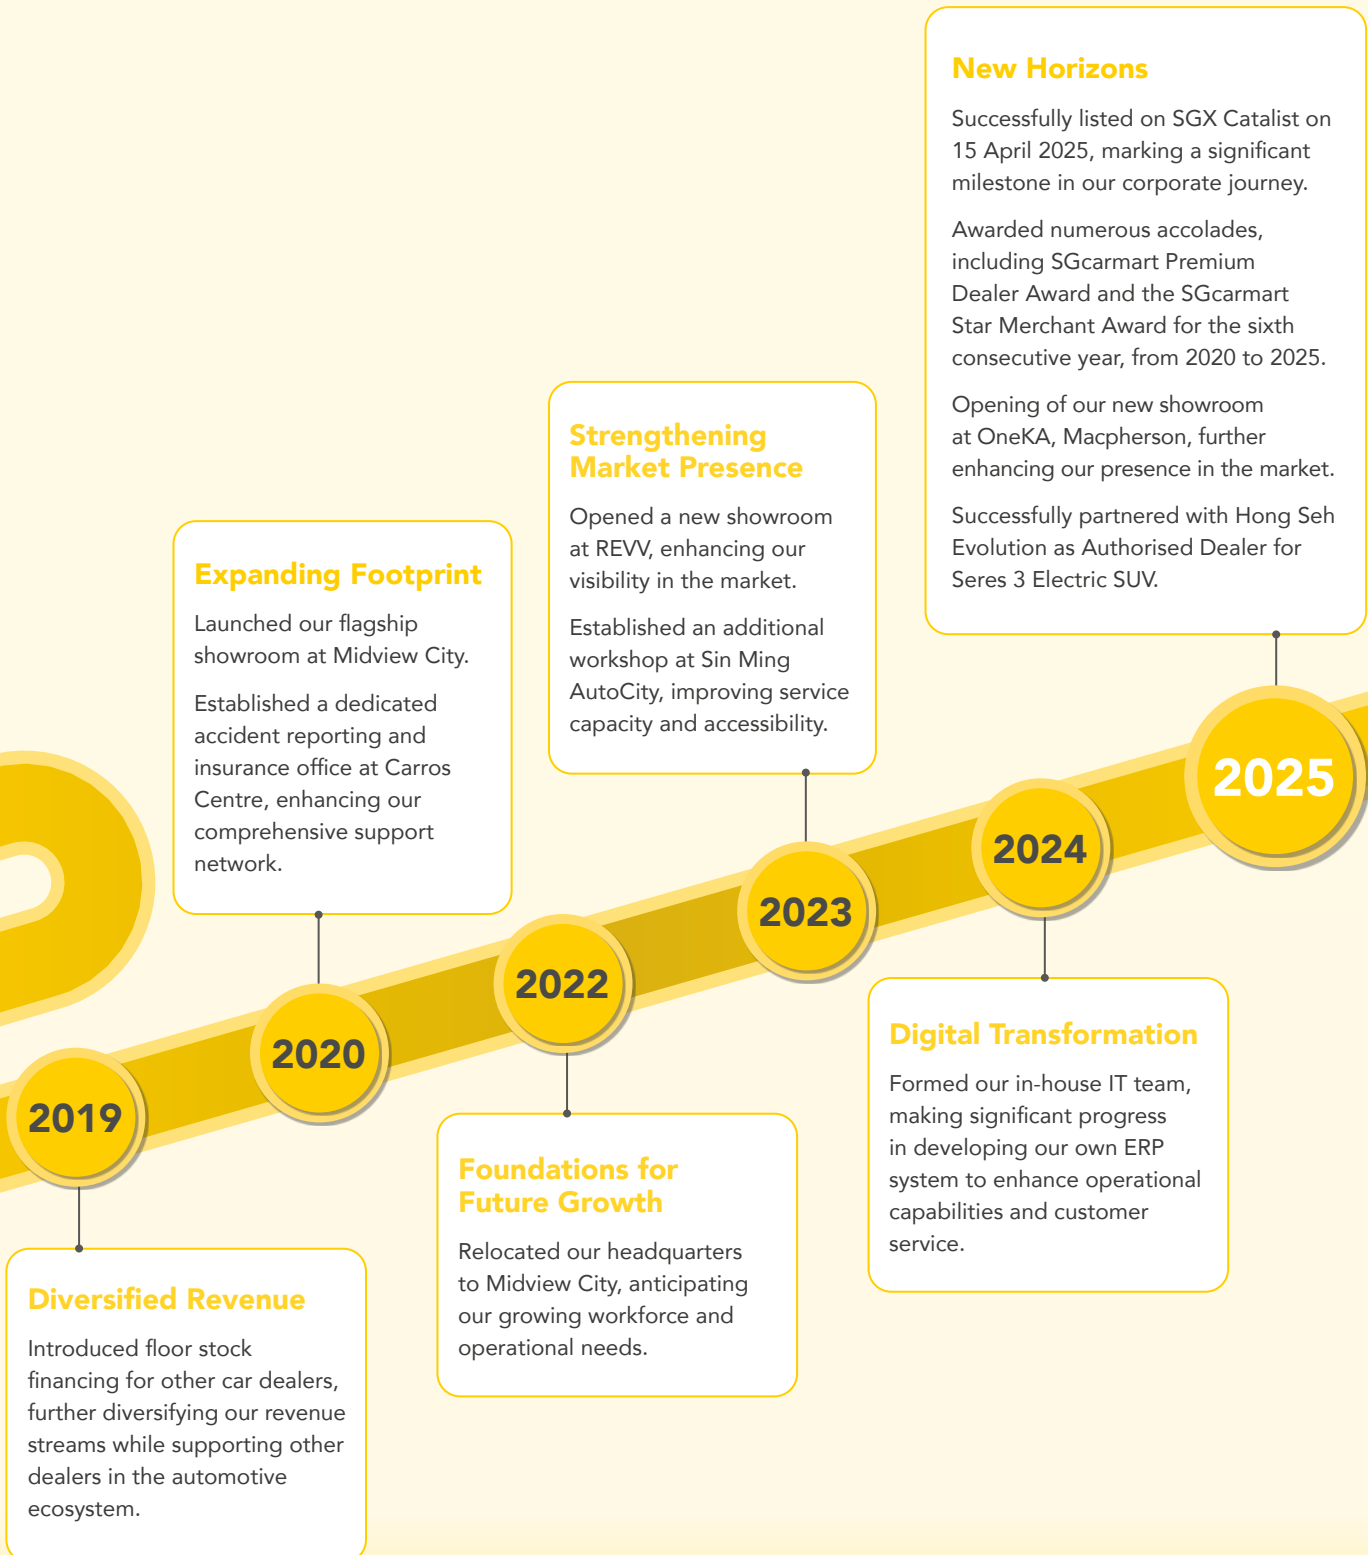 New Horizons
Successfully listed on SGX Catalist on
15 April 2025, marking a significant
milestone in our corporate journey.
Awarded numerous accolades,
including SGcarmart Premium
Dealer Award and the SGcarmart
Star Merchant Award for the sixth
consecutive year, from 2020 to 2025.
Opening of our new showroom
at OneKA, Macpherson, further
enhancing our presence in the market.
Successfully partnered with Hong Seh
Evolution as Authorised Dealer for
Seres 3 Electric SUV.
2025
Strengthening
Market Presence
Opened a new showroom
at REVV, enhancing our
visibility in the market.
Established an additional
workshop at Sin Ming
AutoCity, improving service
capacity and accessibility.
2023
Expanding Footprint
Launched our flagship
showroom at Midview City.
Established a dedicated
accident reporting and
insurance office at Carros
Centre, enhancing our
comprehensive support
network.
2020
2024
Digital Transformation
Formed our in-house IT team,
making significant progress
in developing our own ERP
system to enhance operational
capabilities and customer
service.
2022
Foundations for
Future Growth
Relocated our headquarters
to Midview City, anticipating
our growing workforce and
operational needs.
2019
Diversified Revenue
Introduced floor stock
financing for other car dealers,
further diversifying our revenue
streams while supporting other
dealers in the automotive
ecosystem.